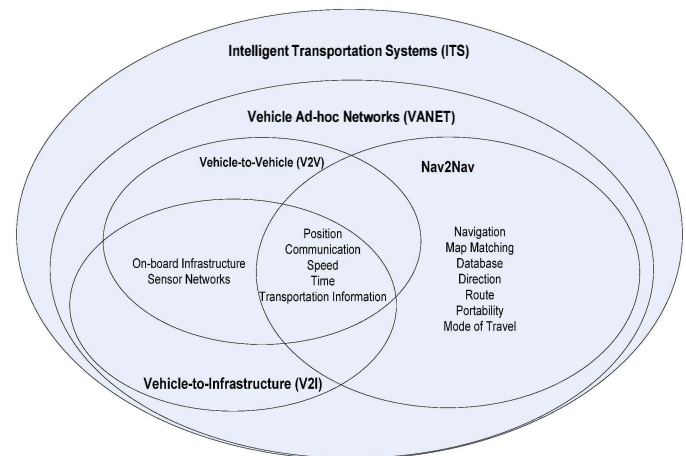 Intelligent Transportation Systems (ITS)
Vehicle Ad-hoc Networks (VANET)
Vehicle-to-Vehicle (V2V)
Nav2Nav
On-board Infrastructure
Sensor Networks
Position
Communication
Speed
Time
Transportation Information
Navigation
Map Matching
Database
Direction
Route
Portability
Mode of Travel
Vehicle-to-Infrastructure (V2I)